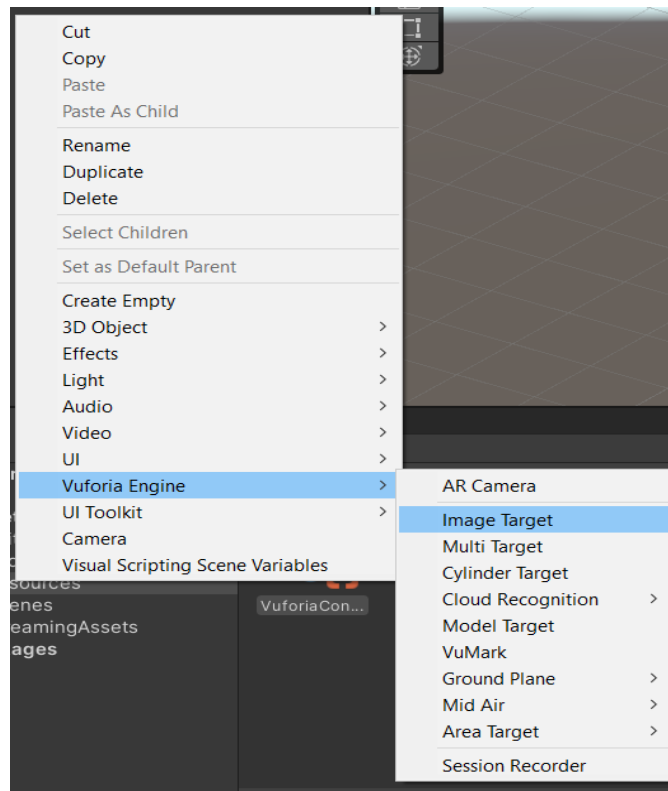 Cut
Copy
Paste
Paste As Child
Rename
Duplicate
Delete
Select Children
Set as Default Parent
Create Empty
3D Object
Effects
Light
Audio
Video
UI
Vuforia Engine
UI Toolkit
Camera
Visual Scripting Scene Variables
AR Camera
Image Target
Multi Target
Cylinder Target
Cloud Recognition
Model Target
VuMark
Ground Plane
Mid Air
Area Target
Session Recorder
sources
enes
eamingAssets
ages
VuforiaCon...